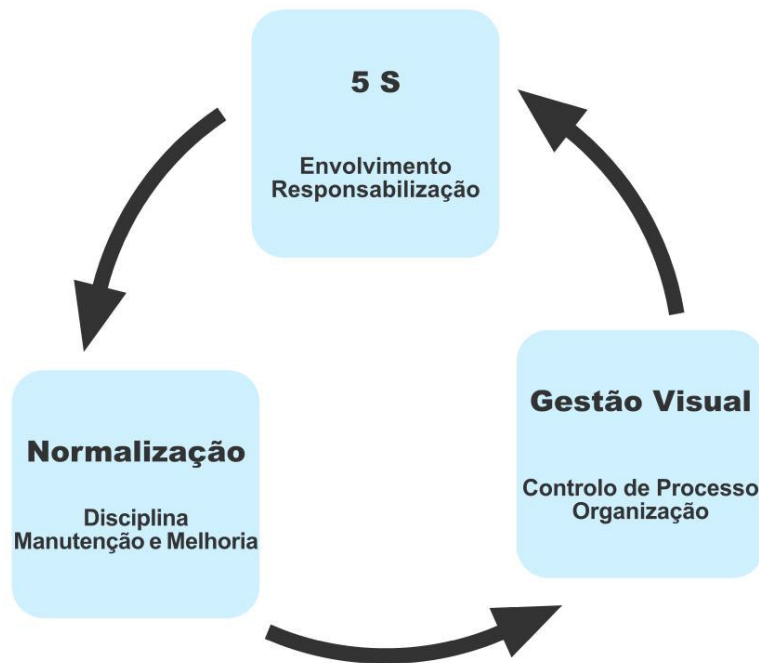 5 S
Envolvimento
Responsabilização
Normalização
Disciplina
Manutenção e Melhoria
Gestão Visual
Controlo de Processo
Organização